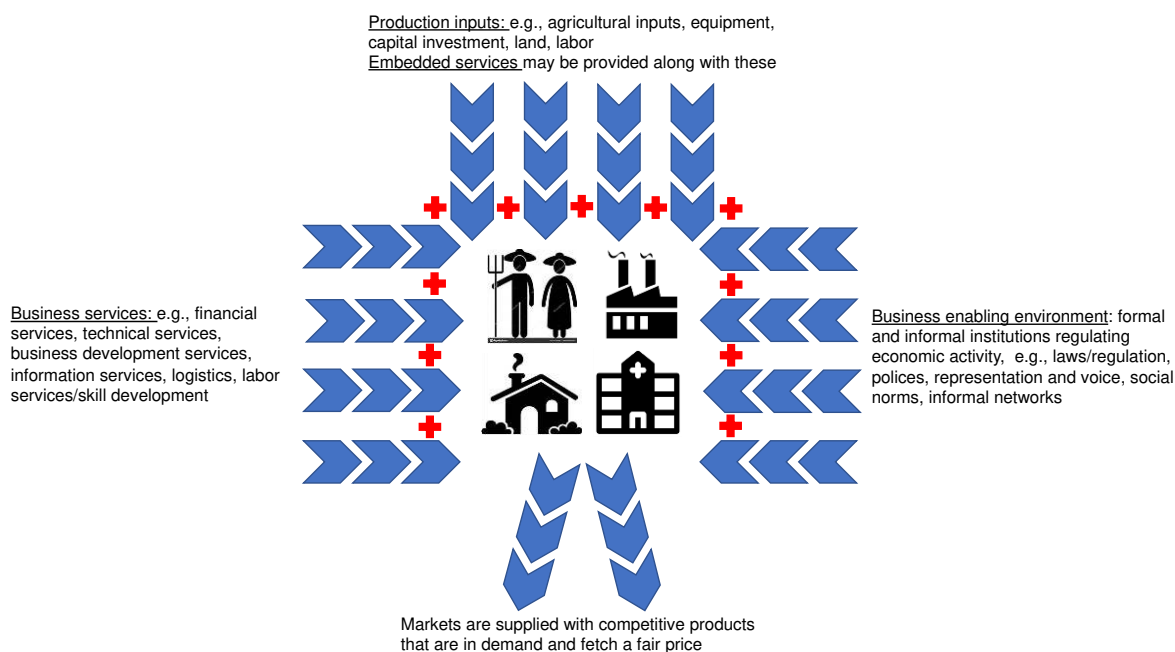 Production inputs: e.g., agricultural inputs, equipment,
capital investment, land, labor
Embedded services may be provided along with these
Business services: e.g., financial
services, technical services,
business development services,
information services, logistics, labor
services/skill development
Business enabling environment: formal
and informal institutions regulating
economic activity,  e.g., laws/regulation,
polices, representation and voice, social
norms, informal networks
Markets are supplied with competitive products
that are in demand and fetch a fair price